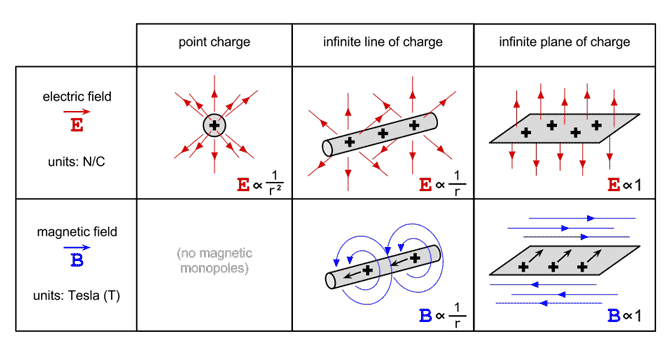 point charge
infinite line of charge
infinite plane of charge
electric field
E
units: N/C
+
E ∝ 1/r²
+ + +
E ∝ 1/r
+ + + +
E ∝ 1
magnetic field
B
units: Tesla (T)
(no magnetic
monopoles)
+ +
B ∝ 1/r
+ + +
B ∝ 1